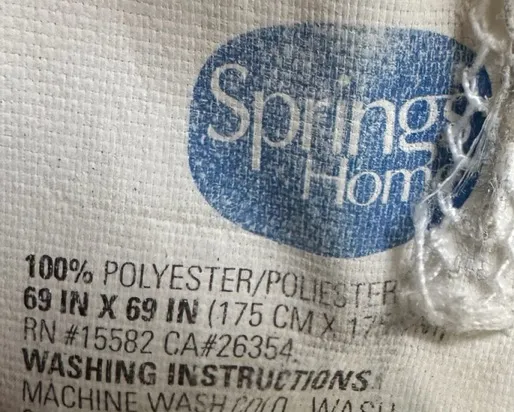 Springs
Home
100% POLYESTER/POLIESTER
69 IN X 69 IN (175 CM X
RN #15582 CA#26354
WASHING INSTRUCTIONS
MACHINE WASH COLD WASH